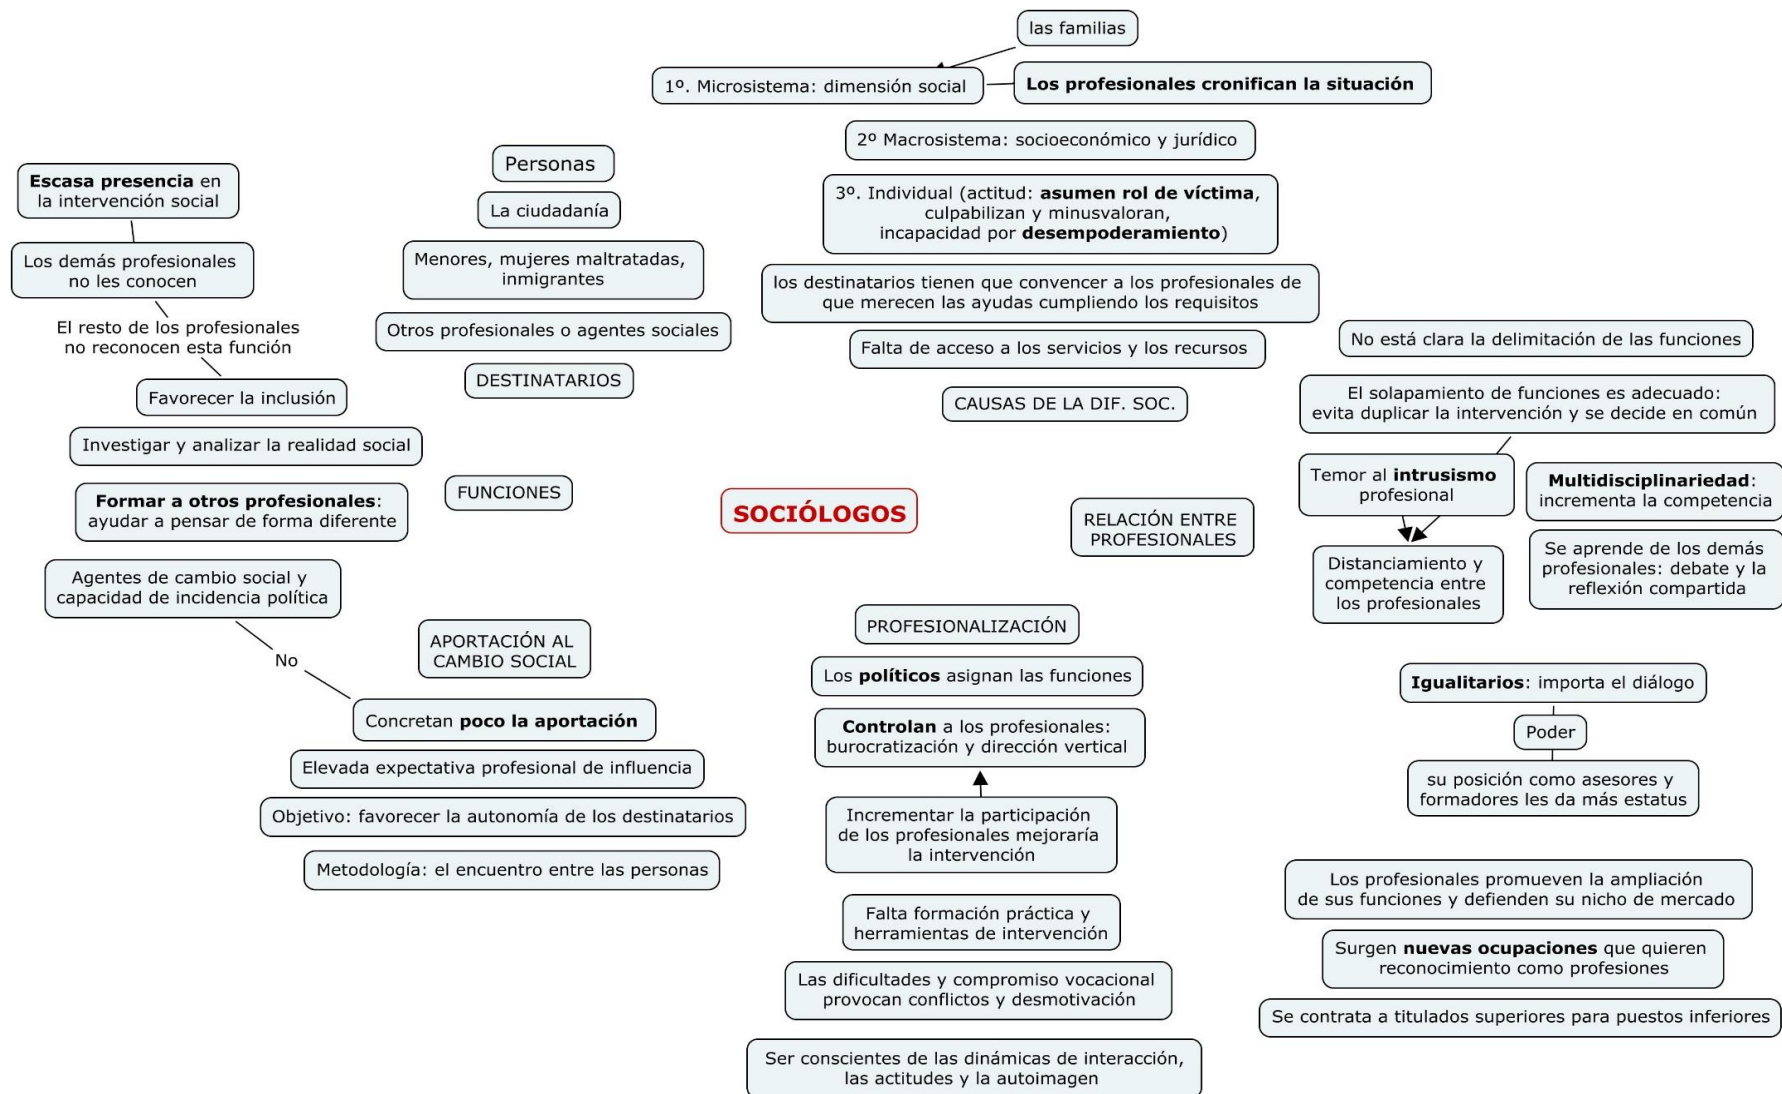 las familias
1º. Microsistema: dimensión social
Los profesionales cronifican la situación
2º Macrosistema: socioeconómico y jurídico
3º. Individual (actitud: asumen rol de víctima,
culpabilizan y minusvaloran,
incapacidad por desempoderamiento)
los destinatarios tienen que convencer a los profesionales de
que merecen las ayudas cumpliendo los requisitos
Falta de acceso a los servicios y los recursos
CAUSAS DE LA DIF. SOC.
Personas
La ciudadanía
Menores, mujeres maltratadas,
inmigrantes
Otros profesionales o agentes sociales
DESTINATARIOS
Escasa presencia en
la intervención social
Los demás profesionales
no les conocen
El resto de los profesionales
no reconocen esta función
Favorecer la inclusión
Investigar y analizar la realidad social
Formar a otros profesionales:
ayudar a pensar de forma diferente
Agentes de cambio social y
capacidad de incidencia política
FUNCIONES
SOCIÓLOGOS
RELACIÓN ENTRE
PROFESIONALES
No está clara la delimitación de las funciones
El solapamiento de funciones es adecuado:
evita duplicar la intervención y se decide en común
Temor al intrusismo
profesional
Multidisciplinariedad:
incrementa la competencia
Distanciamiento y
competencia entre
los profesionales
Se aprende de los demás
profesionales: debate y la
reflexión compartida
No
APORTACIÓN AL
CAMBIO SOCIAL
Concretan poco la aportación
Elevada expectativa profesional de influencia
Objetivo: favorecer la autonomía de los destinatarios
Metodología: el encuentro entre las personas
PROFESIONALIZACIÓN
Los políticos asignan las funciones
Controlan a los profesionales:
burocratización y dirección vertical
Incrementar la participación
de los profesionales mejoraría
la intervención
Falta formación práctica y
herramientas de intervención
Las dificultades y compromiso vocacional
provocan conflictos y desmotivación
Ser conscientes de las dinámicas de interacción,
las actitudes y la autoimagen
Igualitarios: importa el diálogo
Poder
su posición como asesores y
formadores les da más estatus
Los profesionales promueven la ampliación
de sus funciones y defienden su nicho de mercado
Surgen nuevas ocupaciones que quieren
reconocimiento como profesiones
Se contrata a titulados superiores para puestos inferiores